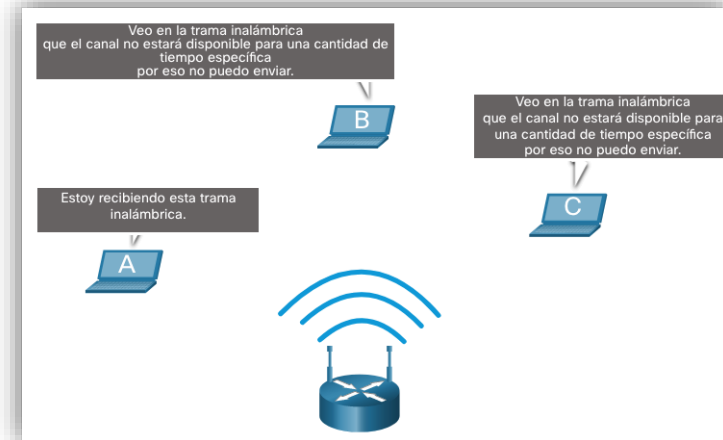 Veo en la trama inalámbrica
que el canal no estará disponible para una cantidad de
tiempo específica
por eso no puedo enviar.
B
Veo en la trama inalámbrica
que el canal no estará disponible para
una cantidad de tiempo específica
por eso no puedo enviar.
C
Estoy recibiendo esta trama
inalámbrica.
A